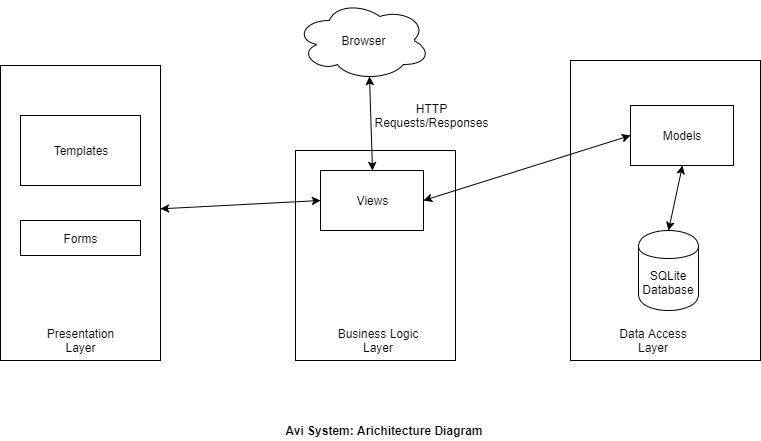 Browser
HTTP
Requests/Responses
Templates
Forms
Presentation
Layer
Views
Business Logic
Layer
Models
SQLite
Database
Data Access
Layer
Avi System: Arichitecture Diagram